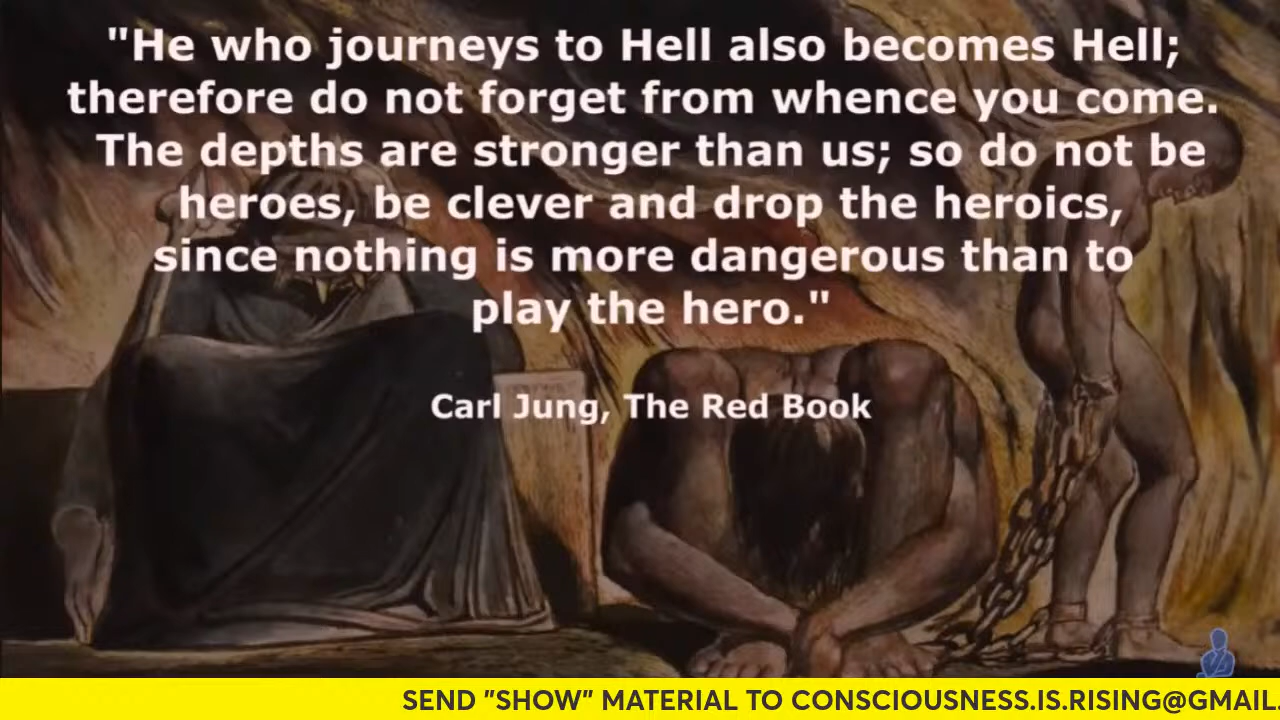 "He who journeys to Hell also becomes Hell;
therefore do not forget from whence you come.
The depths are stronger than us; so do not be
heroes, be clever and drop the heroics,
since nothing is more dangerous than to
play the hero."
Carl Jung, The Red Book
SEND "SHOW" MATERIAL TO CONSCIOUSNESS.IS.RISING@GMAIL.